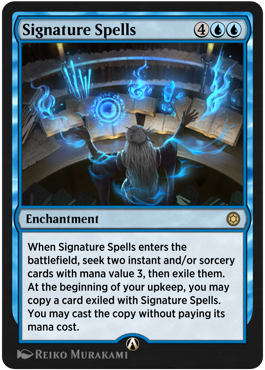 Signature Spells 4
Enchantment
When Signature Spells enters the
battlefield, seek two instant and/or sorcery
cards with mana value 3, then exile them.
At the beginning of your upkeep, you may
copy a card exiled with Signature Spells.
You may cast the copy without paying its
mana cost.
REIKO MURAKAMI